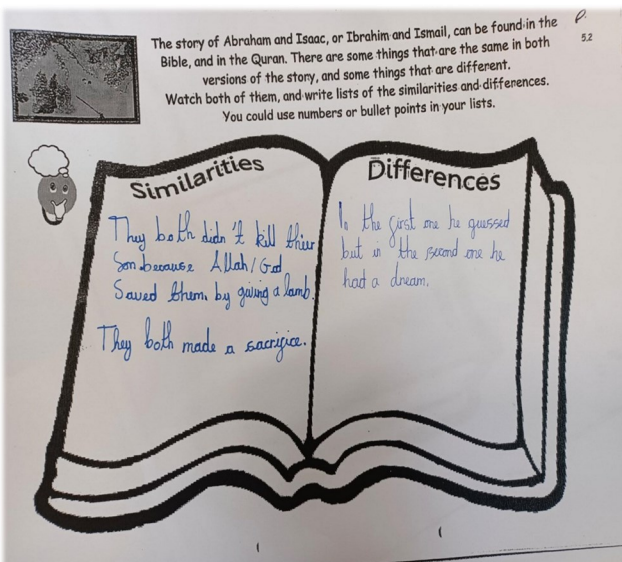 The story of Abraham and Isaac, or Ibrahim and Ismail, can be found in the
Bible, and in the Quran. There are some things that are the same in both
versions of the story, and some things that are different.
Watch both of them, and write lists of the similarities and differences.
You could use numbers or bullet points in your lists.
P.
5.2
Similarities
They both didn't kill thier
Son because Allah/God
Saved them, by giving a lamb.
They both made a sacrifice.
Differences
In the first one he guessed
but in the second one he
had a dream.